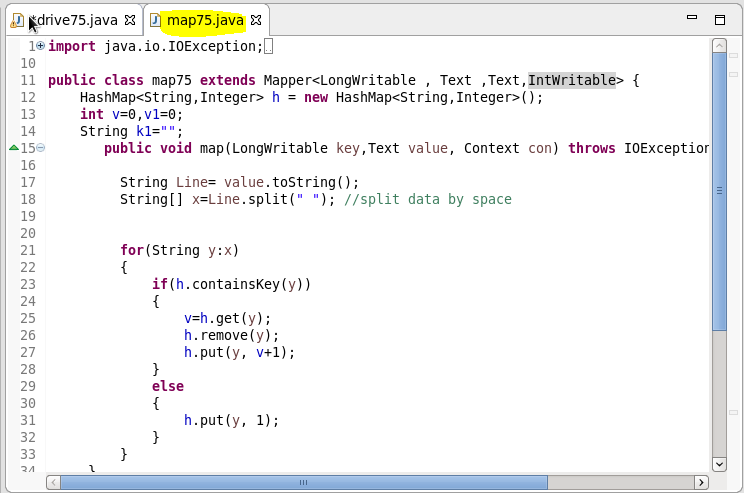 *drive75.java map75.java
1 import java.io.IOException;
10
11 public class map75 extends Mapper<LongWritable , Text ,Text,IntWritable> {
12 HashMap<String,Integer> h = new HashMap<String,Integer>();
13 int v=0,v1=0;
14 String k1="";
15 public void map(LongWritable key,Text value, Context con) throws IOException
16
17 String Line= value.toString();
18 String[] x=Line.split(" "); //split data by space
19
20
21 for(String y:x)
22 {
23 if(h.containsKey(y))
24 {
25 v=h.get(y);
26 h.remove(y);
27 h.put(y, v+1);
28 }
29 else
30 {
31 h.put(y, 1);
32 }
33 }
34 }